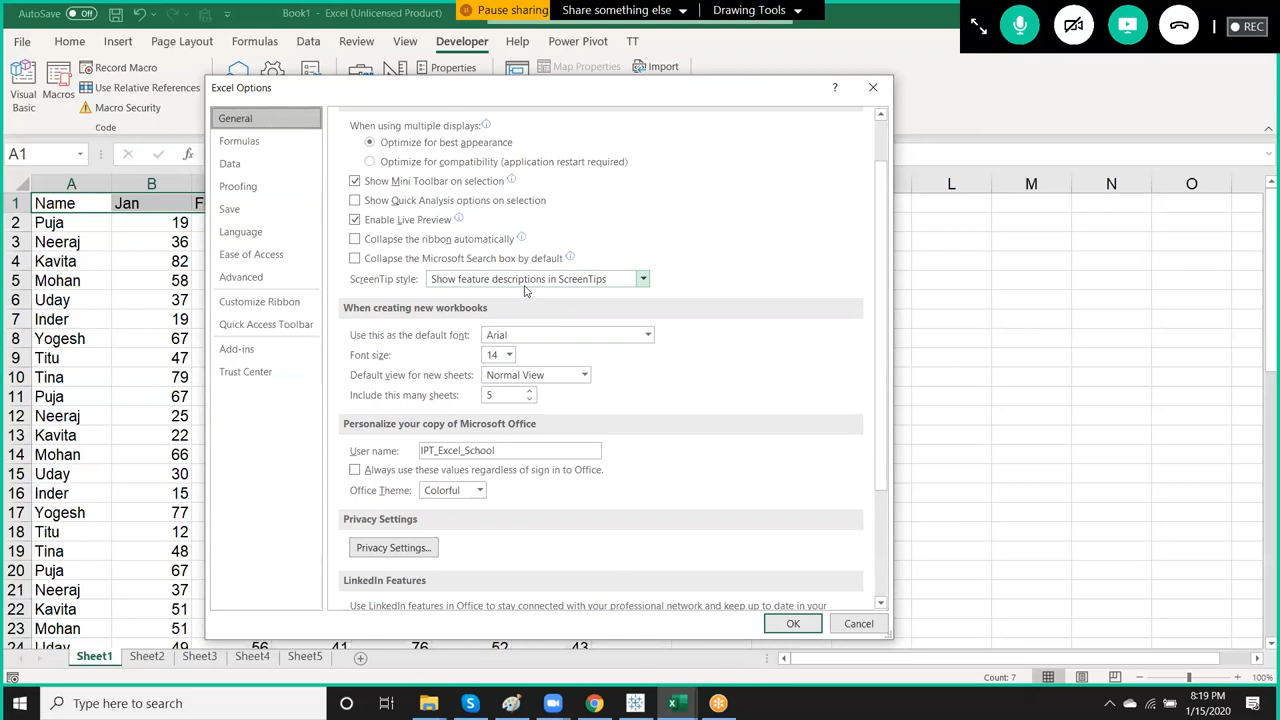 AutoSave Off
Book1 - Excel (Unlicensed Product)
Pause sharing
Share something else
Drawing Tools
REC
File Home Insert Page Layout Formulas Data Review View Developer Help Power Pivot TT
Visual Basic
Macros
Record Macro
Use Relative References
Macro Security
Code
Properties
Map Properties
Import
Excel Options
?
A1
fx
General
Formulas
Data
Proofing
Save
Language
Ease of Access
Advanced
Customize Ribbon
Quick Access Toolbar
Add-ins
Trust Center
When using multiple displays:
Optimize for best appearance
Optimize for compatibility (application restart required)
Show Mini Toolbar on selection
Show Quick Analysis options on selection
Enable Live Preview
Collapse the ribbon automatically
Collapse the Microsoft Search box by default
ScreenTip style: Show feature descriptions in ScreenTips
When creating new workbooks
Use this as the default font: Arial
Font size: 14
Default view for new sheets: Normal View
Include this many sheets: 5
Personalize your copy of Microsoft Office
User name: IPT_Excel_School
Always use these values regardless of sign in to Office.
Office Theme: Colorful
Privacy Settings
Privacy Settings...
LinkedIn Features
Use LinkedIn features in Office to stay connected with your professional network and keep up to date in your
OK Cancel
A B L M N O
1 Name Jan F
2 Puja 19
3 Neeraj 36
4 Kavita 82
5 Mohan 58
6 Uday 37
7 Inder 19
8 Yogesh 67
9 Titu 47
10 Tina 79
11 Puja 67
12 Neeraj 25
13 Kavita 22
14 Mohan 66
15 Uday 30
16 Inder 15
17 Yogesh 77
18 Titu 12
19 Tina 48
20 Puja 67
21 Neeraj 37
22 Kavita 51
23 Mohan 51
24 Uday 49 56 41 76 52 43
Sheet1 Sheet2 Sheet3 Sheet4 Sheet5
Count: 7
100%
Type here to search
8:19 PM
1/15/2020